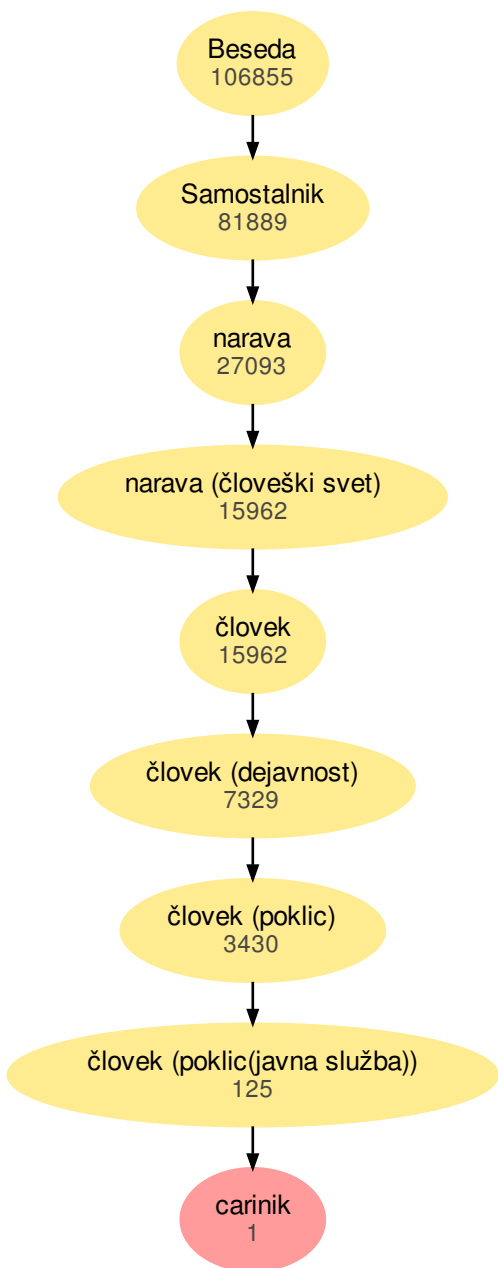 Beseda
106855
Samostalnik
81889
narava
27093
narava (človeški svet)
15962
človek
15962
človek (dejavnost)
7329
človek (poklic)
3430
človek (poklic(javna služba))
125
carinik
1